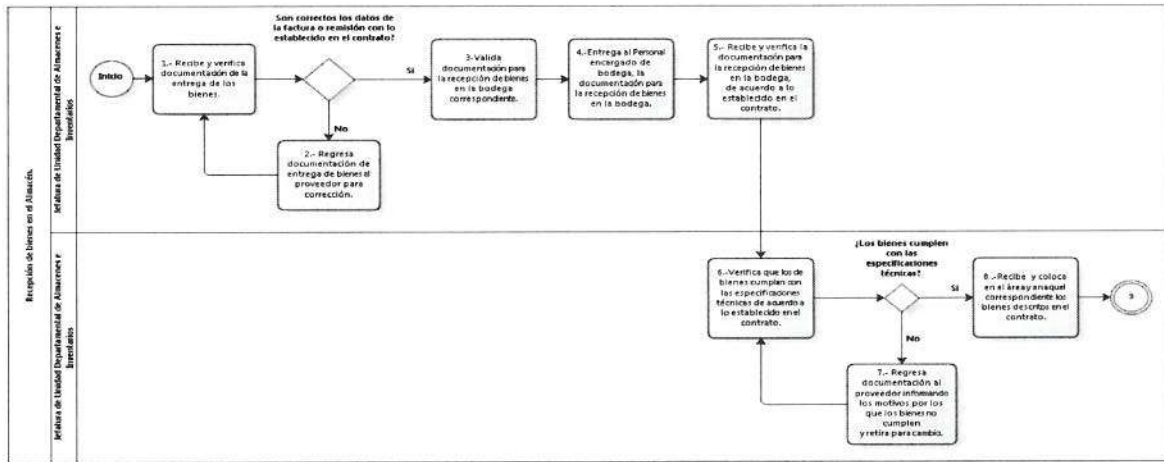 Recepción de bienes en el Almacén.
Jefatura de Unidad Departamental de Almacenes e
Inventarios
Inicio
1.- Recibe y verifica
documentación de la
entrega de los
bienes.
Son correctos los datos de
la factura o remisión con lo
establecido en el contrato?
Si
No
2.- Regresa
documentación de
entrega de bienes al
proveedor para
corrección.
3-Valida
documentación para
la recepción de bienes
en la bodega
correspondiente.
4.-Entrega al Personal
encargado de
bodega, la
documentación para
la recepción de bienes
en la bodega.
5.- Recibe y verifica la
documentación para
la recepción de bienes
en la bodega,
de acuerdo a lo
establecido en el
contrato.
Jefatura de Unidad Departamental de Almacenes e
Inventarios
6.-Verifica que los de
bienes cumplan con
las especificaciones
técnicas de acuerdo a
lo establecido en el
contrato.
¿Los bienes cumplen
con las
especificaciones
técnicas?
Si
No
7.- Regresa
documentación al
proveedor informando
los motivos por los
que los bienes no
cumplen
y retira para cambio.
8.-Recibe y coloca
en el área y anaquel
correspondiente los
bienes descritos en el
contrato.